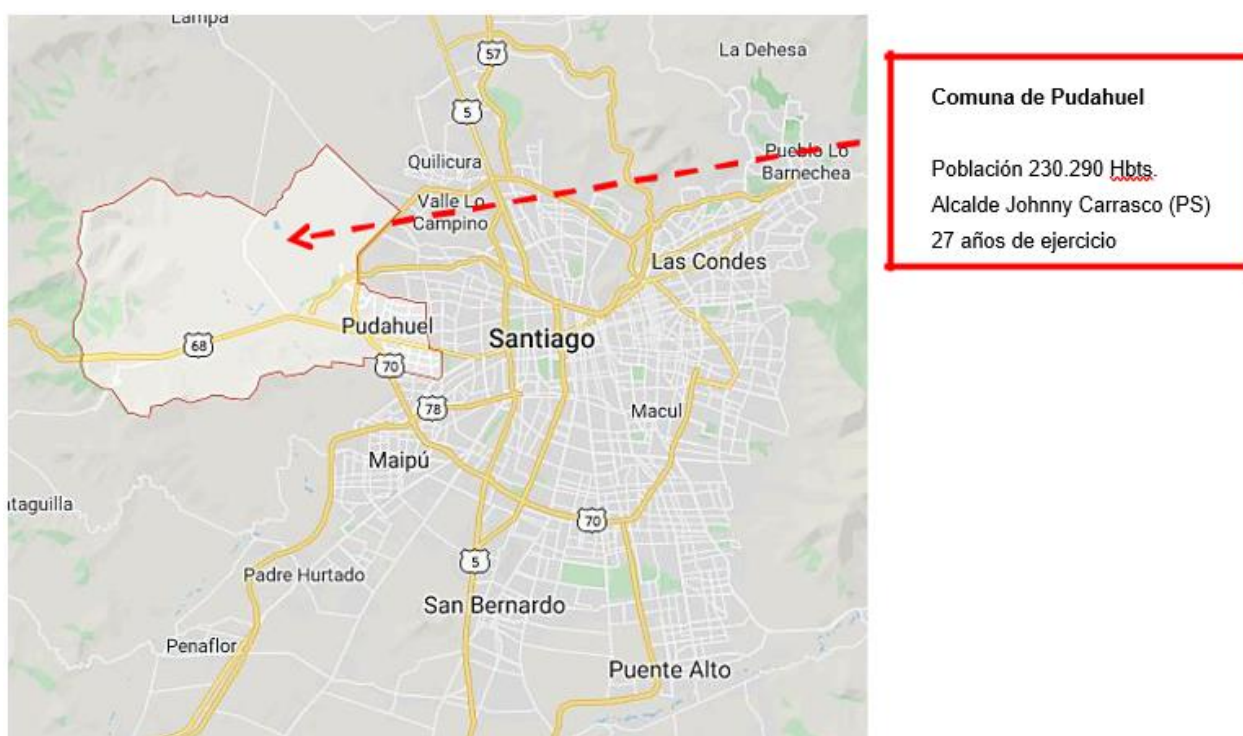 Lampa
57
La Dehesa
5
Quilicura
Pueblo Lo
Barnechea
Valle Lo
Campino
Las Condes
Pudahuel
Santiago
68
70
78
Macul
Maipú
ataguilla
70
5
Padre Hurtado
San Bernardo
Penaflor
Puente Alto
Comuna de Pudahuel
Población 230.290 Hbts.
Alcalde Johnny Carrasco (PS)
27 años de ejercicio